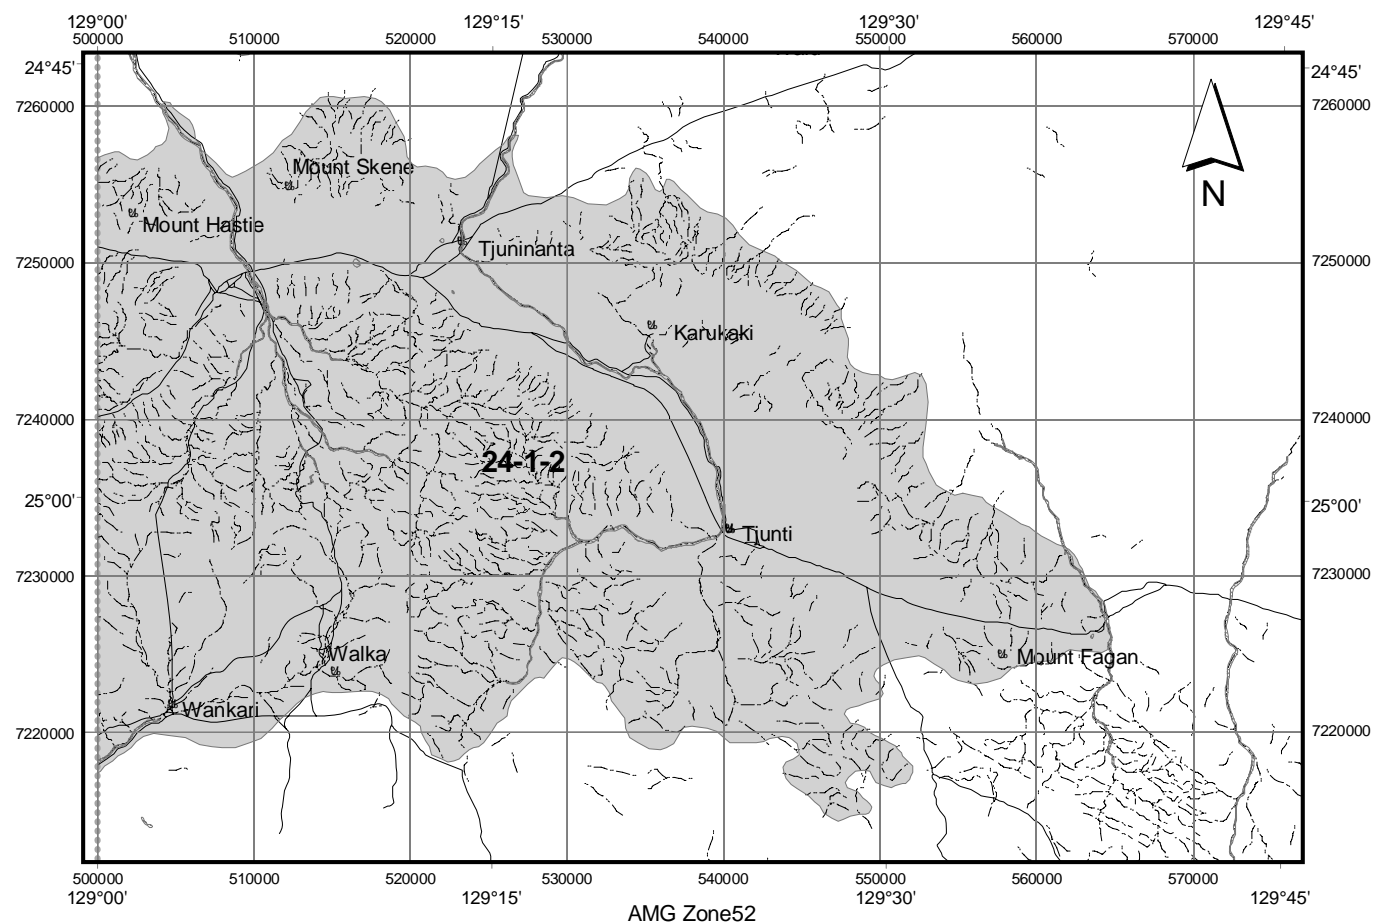 129°00' 129°15' 129°30' 129°45'
500000 510000 520000 530000 540000 550000 560000 570000
24°45' 24°45'
7260000 7260000
Mount Skene
N
Mount Hastie
Tjuninanta
7250000 7250000
Karukaki
7240000 7240000
24-1-2
25°00' 25°00'
Tjunti
7230000 7230000
Walka
Mount Fagan
Wankari
7220000 7220000
500000 510000 520000 530000 540000 550000 560000 570000
129°00' 129°15' 129°30' 129°45'
AMG Zone52